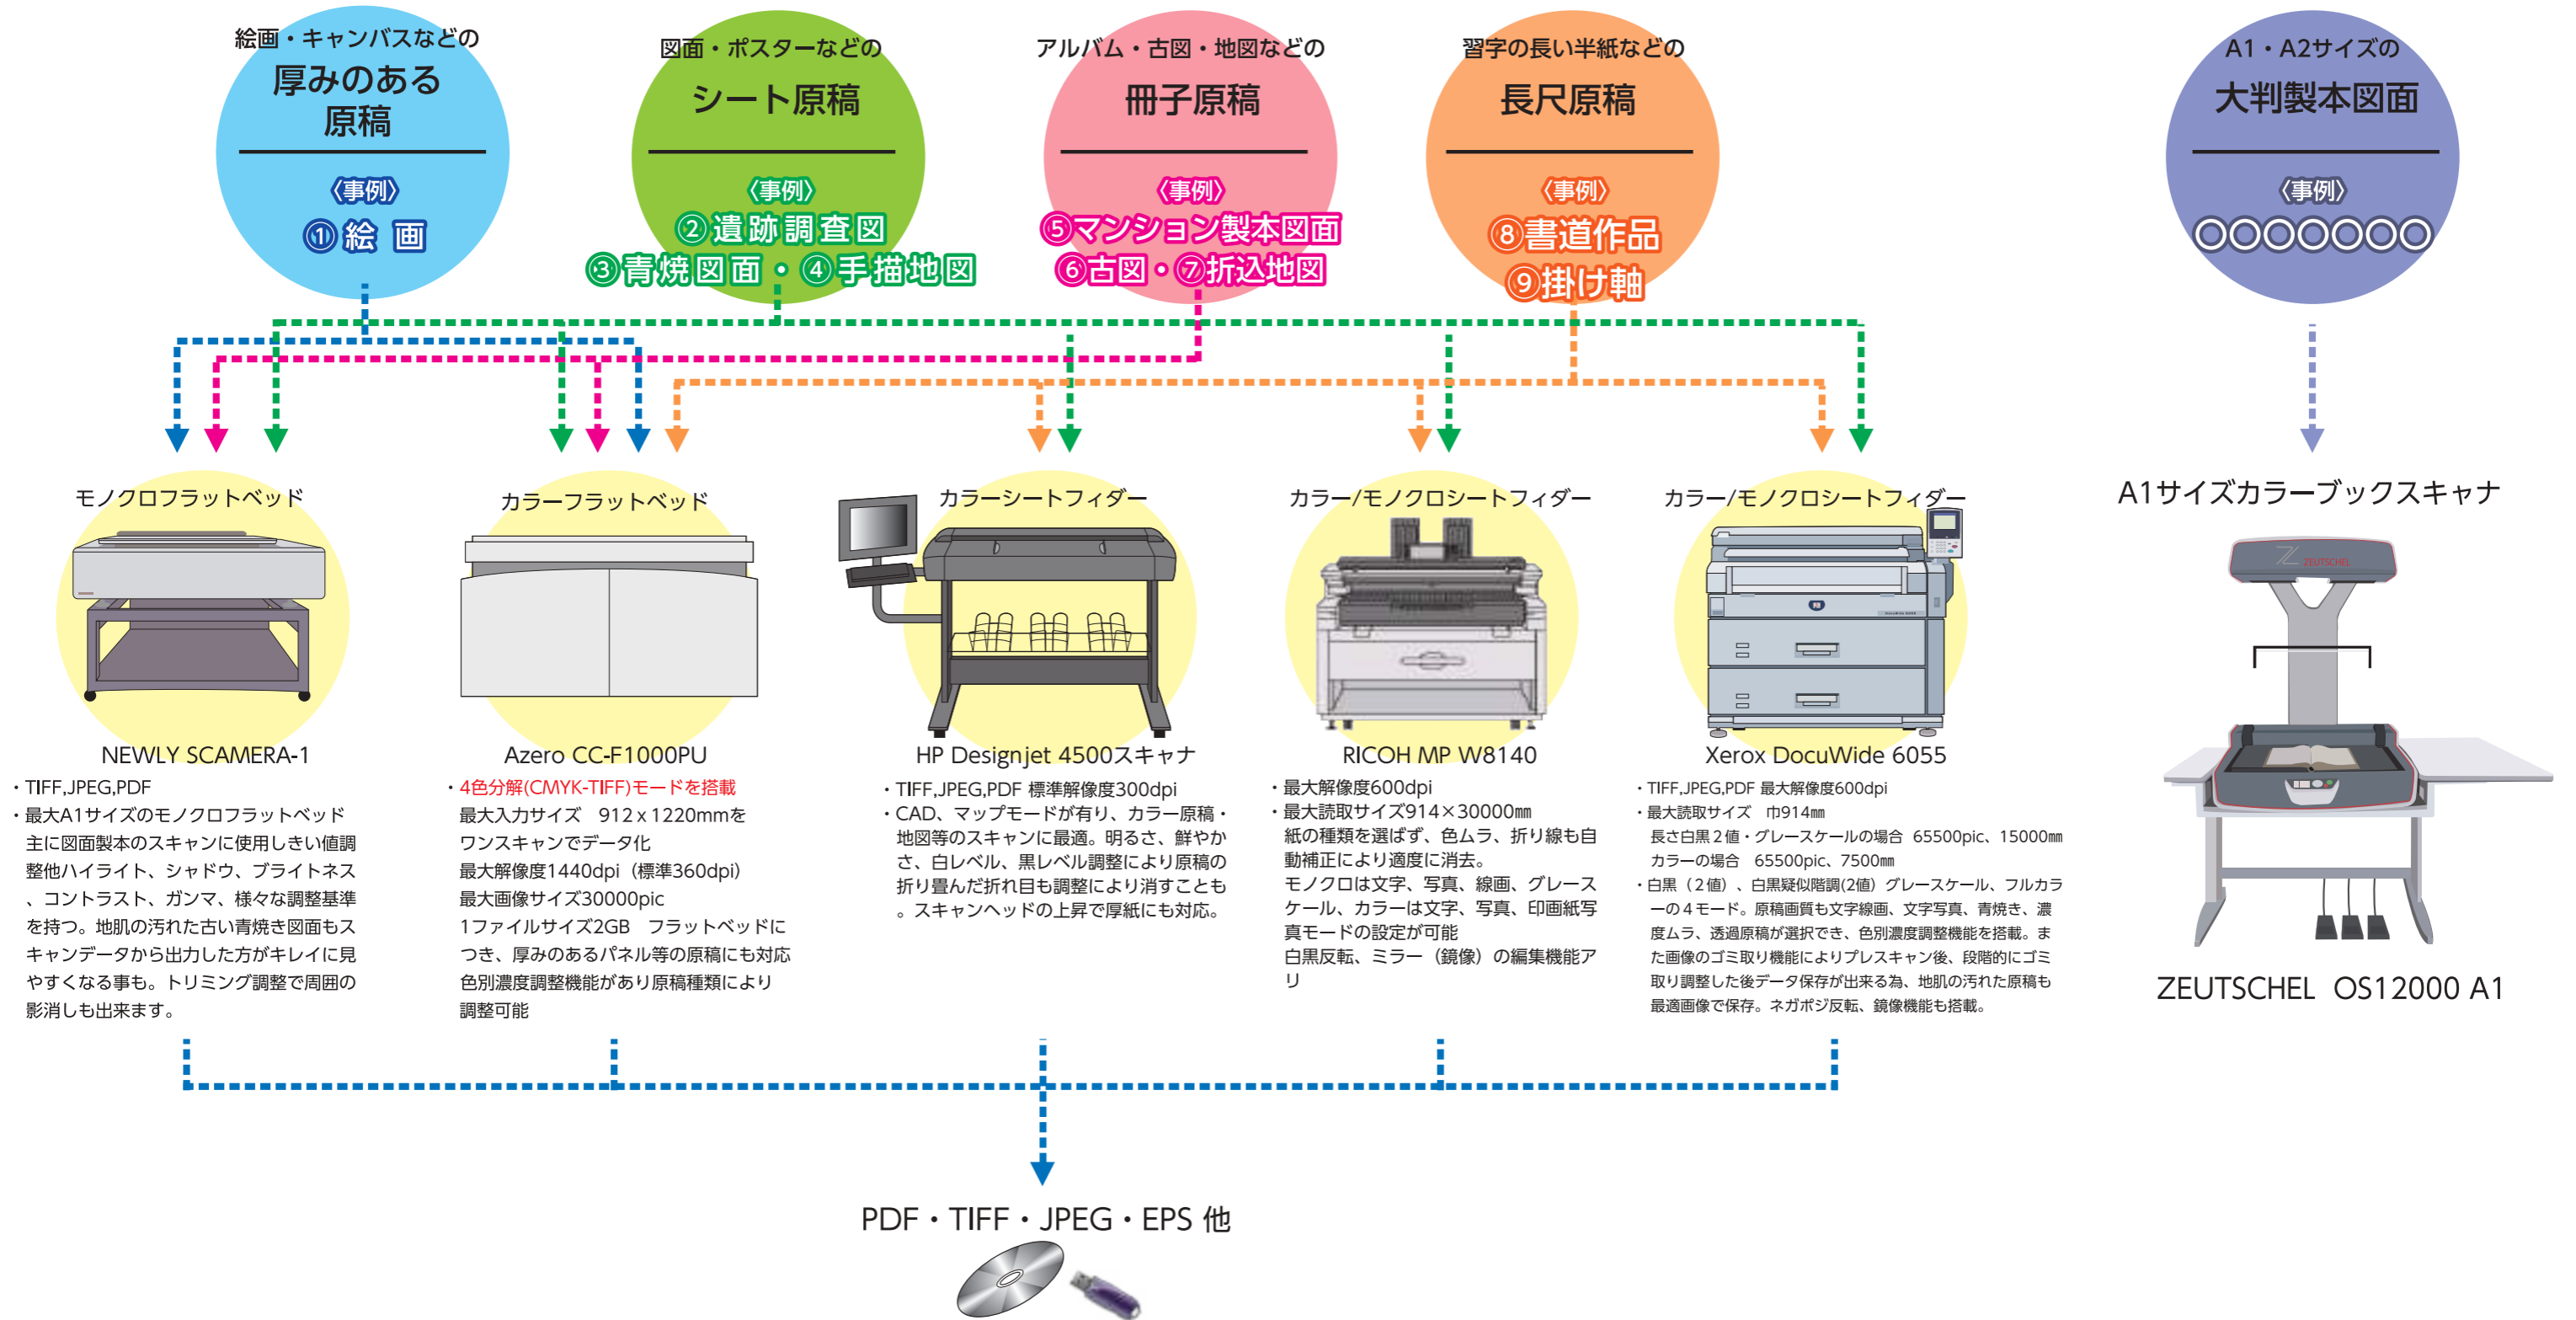 絵画・キャンバスなどの
厚みのある
原稿
〈事例〉
①絵 画
図面・ポスターなどの
シート原稿
〈事例〉
②遺跡調査図
③青焼図面・④手描地図
アルバム・古図・地図などの
冊子原稿
〈事例〉
⑤マンション製本図面
⑥古図・⑦折込地図
習字の長い半紙などの
長尺原稿
〈事例〉
⑧書道作品
⑨掛け軸
A1・A2サイズの
大判製本図面
〈事例〉
◎◎◎◎◎◎◎
モノクロフラットベッド
NEWLY SCAMERA-1
・TIFF,JPEG,PDF
・最大A1サイズのモノクロフラットベッド
主に図面製本のスキャンに使用しきい値調
整他ハイライト、シャドウ、ブライトネス
、コントラスト、ガンマ、様々な調整基準
を持つ。地肌の汚れた古い青焼き図面もス
キャンデータから出力した方がキレイに見
やすくなる事も。トリミング調整で周囲の
影消しも出来ます。
カラーフラットベッド
Azero CC-F1000PU
・4色分解(CMYK-TIFF)モードを搭載
最大入力サイズ　912 x 1220mmを
ワンスキャンでデータ化
最大解像度1440dpi（標準360dpi）
最大画像サイズ30000pic
1ファイルサイズ2GB　フラットベッドに
つき、厚みのあるパネル等の原稿にも対応
色別濃度調整機能があり原稿種類により
調整可能
カラーシートフィダー
HP Designjet 4500スキャナ
・TIFF,JPEG,PDF 標準解像度300dpi
・CAD、マップモードが有り、カラー原稿・
地図等のスキャンに最適。明るさ、鮮やか
さ、白レベル、黒レベル調整により原稿の
折り畳んだ折れ目も調整により消すことも
。スキャンヘッドの上昇で厚紙にも対応。
カラー/モノクロシートフィダー
RICOH MP W8140
・最大解像度600dpi
・最大読取サイズ914×30000㎜
紙の種類を選ばず、色ムラ、折り線も自
動補正により適度に消去。
モノクロは文字、写真、線画、グレース
ケール、カラーは文字、写真、印画紙写
真モードの設定が可能
白黒反転、ミラー（鏡像）の編集機能ア
リ
カラー/モノクロシートフィダー
Xerox DocuWide 6055
・TIFF,JPEG,PDF 最大解像度600dpi
・最大読取サイズ　巾914㎜
長さ白黒２値・グレースケールの場合 65500pic、15000㎜
カラーの場合　65500pic、7500㎜
・白黒（２値）、白黒疑似階調(2値) グレースケール、フルカラ
ーの４モード。原稿画質も文字線画、文字写真、青焼き、濃
度ムラ、透過原稿が選択でき、色別濃度調整機能を搭載。ま
た画像のゴミ取り機能によりプレスキャン後、段階的にゴミ
取り調整した後データ保存が出来る為、地肌の汚れた原稿も
最適画像で保存。ネガポジ反転、鏡像機能も搭載。
A1サイズカラーブックスキャナ
ZEUTSCHEL
ZEUTSCHEL OS12000 A1
PDF・TIFF・JPEG・EPS 他